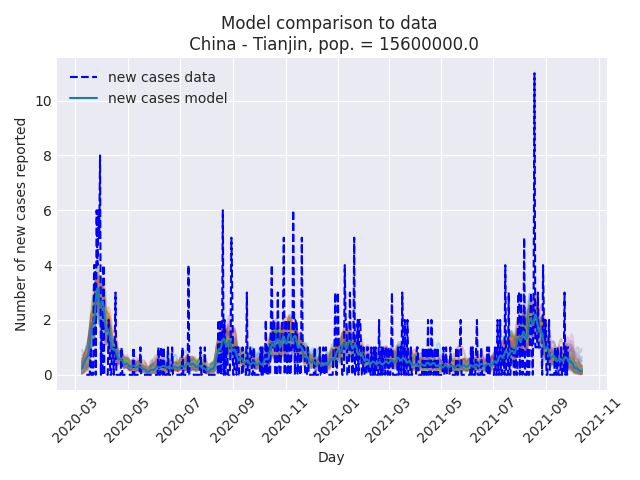 Model comparison to data
China - Tianjin, pop. = 15600000.0
new cases data
new cases model
Number of new cases reported
10
8
6
4
2
0
2020-03
2020-05
2020-07
2020-09
2020-11
2021-01
2021-03
2021-05
2021-07
2021-09
2021-11
Day